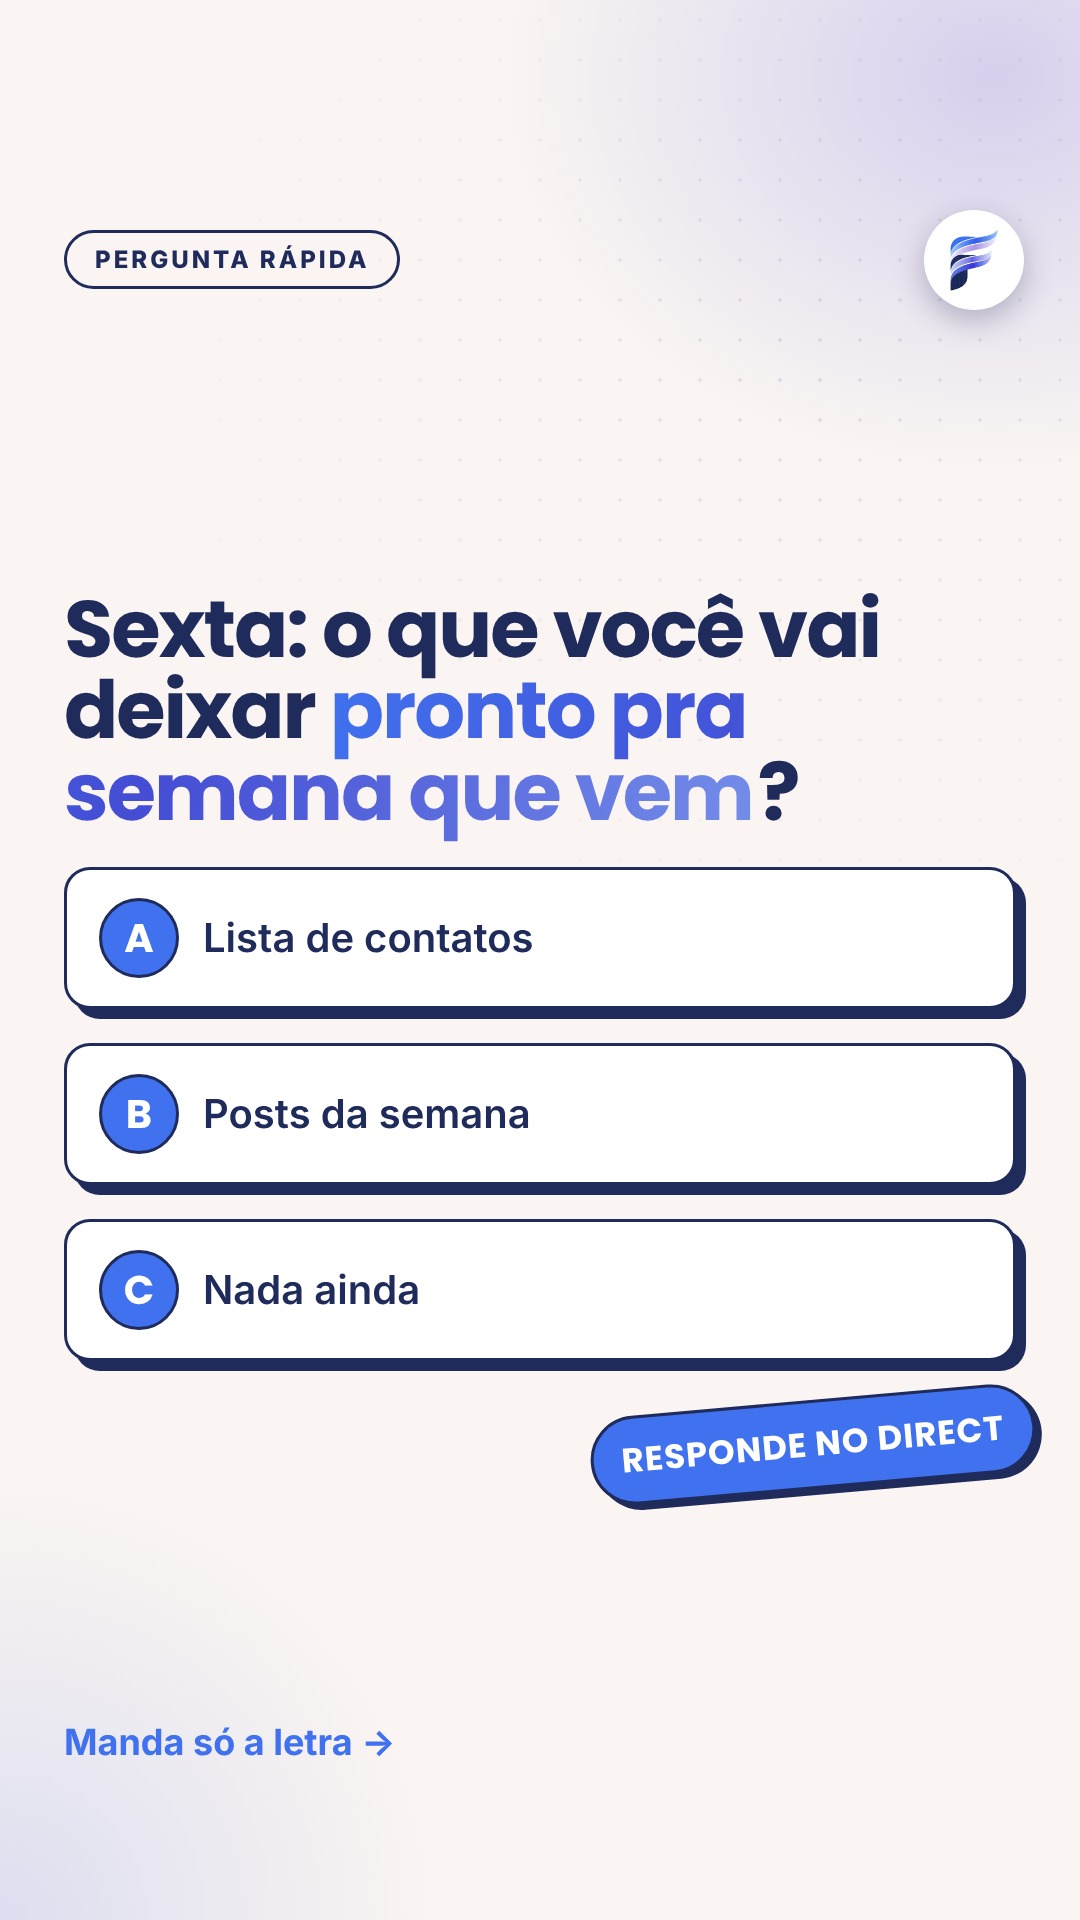 PERGUNTA RÁPIDA
Sexta: o que você vai
deixar pronto pra
semana que vem?
A Lista de contatos
B Posts da semana
C Nada ainda
RESPONDE NO DIRECT
Manda só a letra →